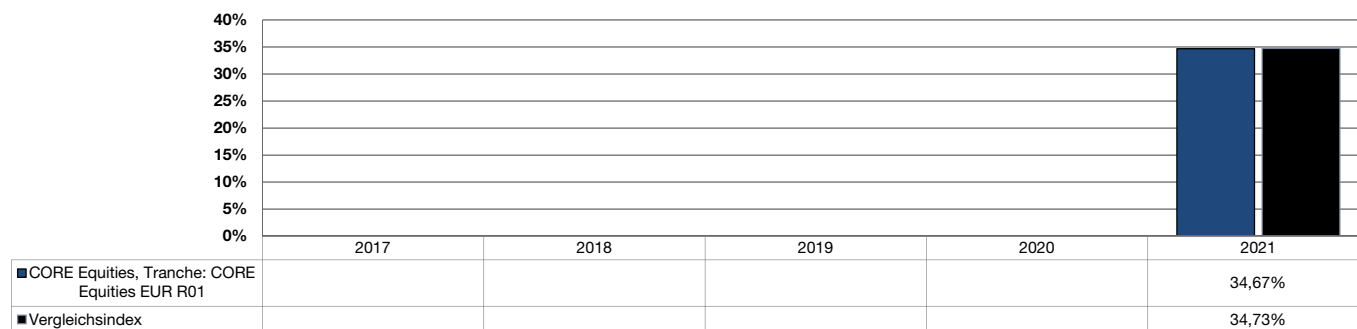 40%
35%
30%
25%
20%
15%
10%
5%
0%
2017 2018 2019 2020 2021
CORE Equities, Tranche: CORE
Equities EUR R01 34,67%
Vergleichsindex 34,73%